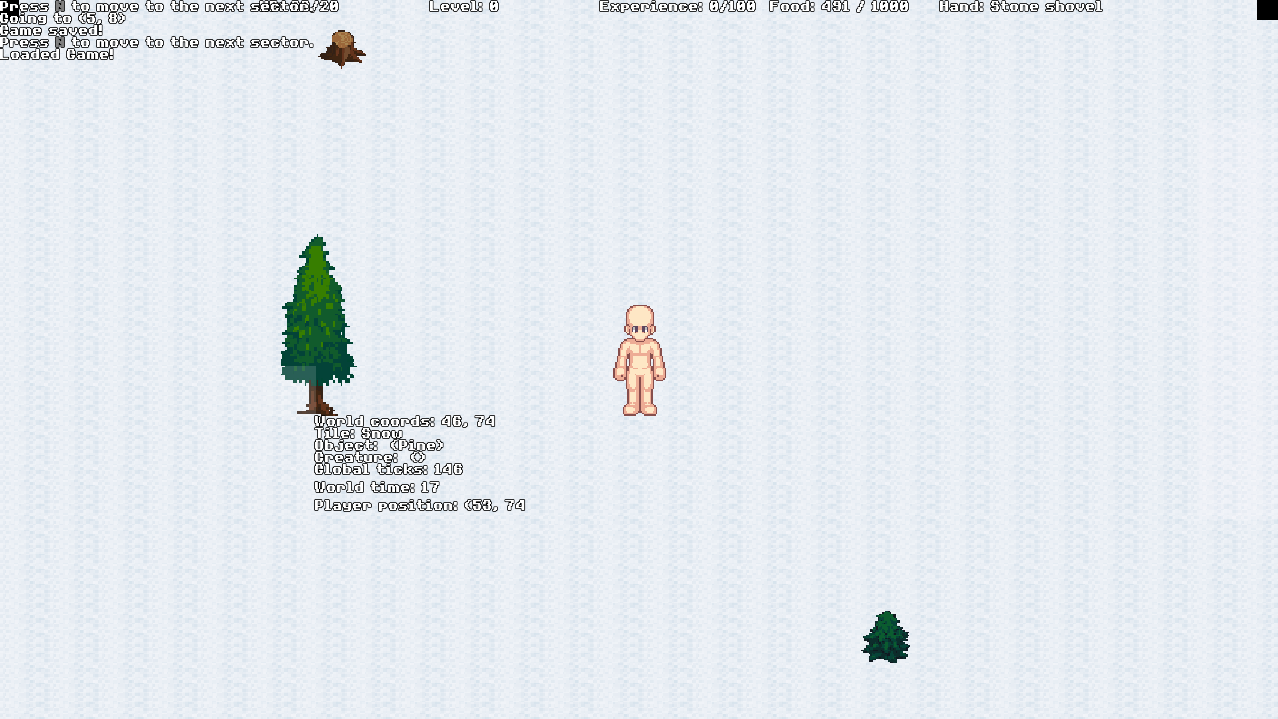 Press to move to the next sector. /20 Level: 0 Experience: 0/100 Food: 491 / 1000 Hand: Stone shovel
Going to (5, 8)
Game saved!
Press to move to the next sector.
Loaded Game!
World coords: 46, 74
Tile: Snow
Object: (Pine)
Creature: ()
Global ticks: 146
World time: 17
Player position: (53, 74